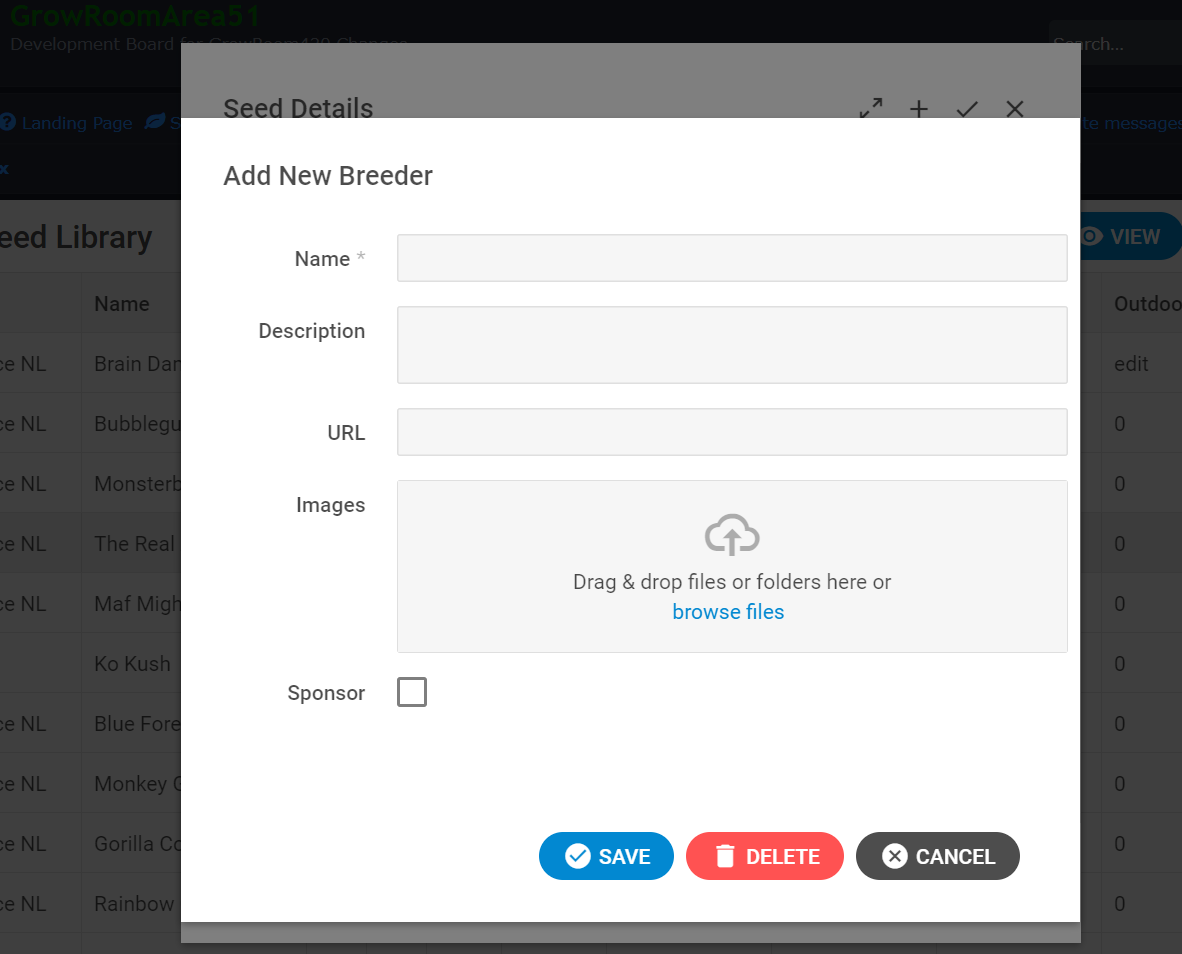 GrowRoomArea51
Development Board for GrowRoom420 Changes
Search...
Seed Details
Landing Page
te messages
Add New Breeder
eed Library
VIEW
Name *
Name
Outdoo
Description
ce NL
Brain Dam
edit
ce NL
Bubblegu
0
URL
ce NL
Monsterb
0
Images
ce NL
The Real
0
Drag & drop files or folders here or
ce NL
Maf Migh
0
browse files
Ko Kush
0
Sponsor
ce NL
Blue Fore
0
ce NL
Monkey G
0
ce NL
Gorilla Co
0
SAVE
DELETE
CANCEL
ce NL
Rainbow
0